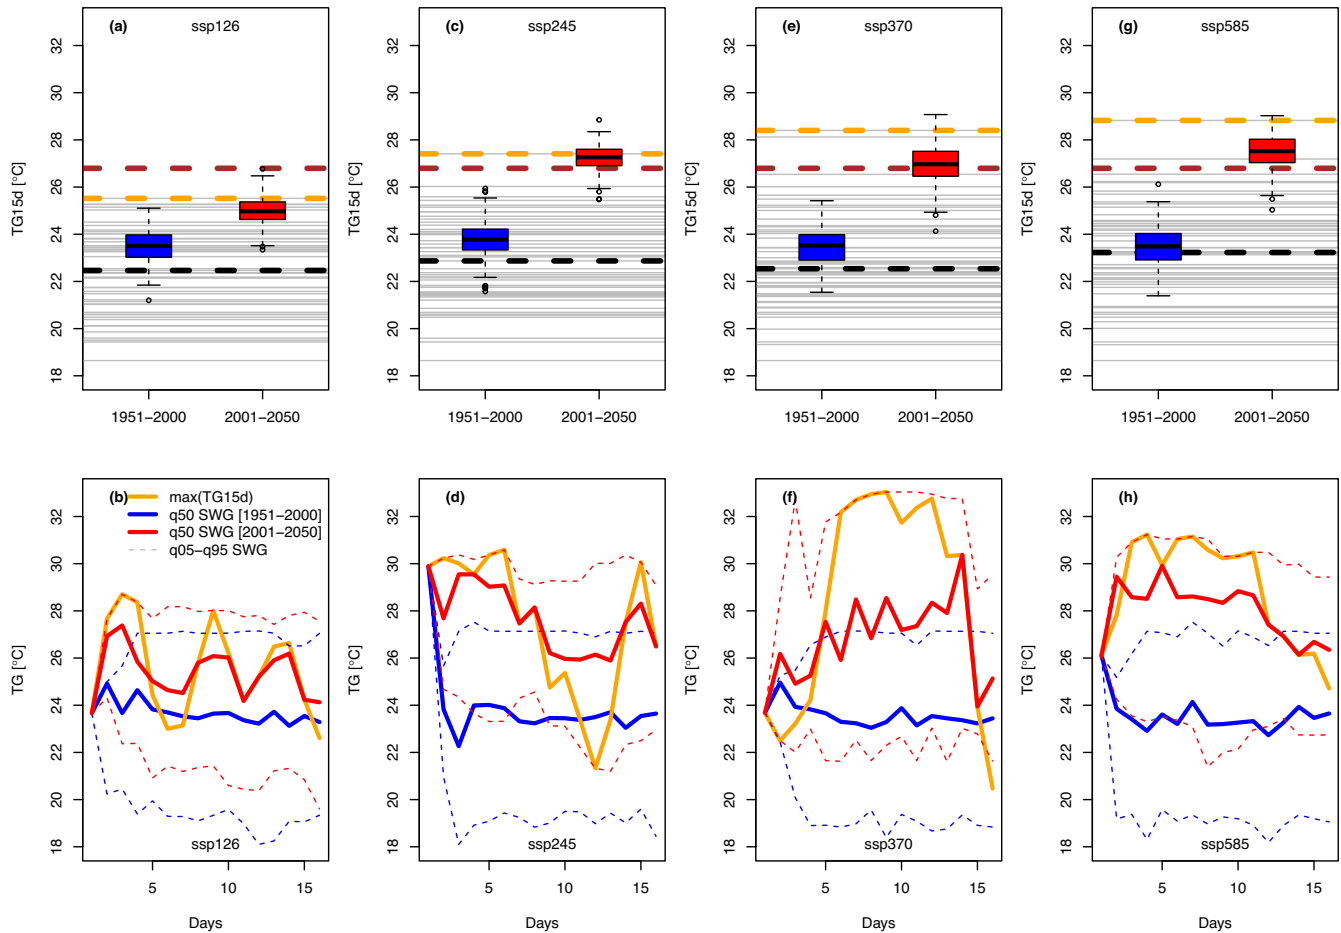 (a) ssp126
TG15d [°C]
18 20 22 24 26 28 30 32
1951−2000 2001−2050
(c) ssp245
TG15d [°C]
18 20 22 24 26 28 30 32
1951−2000 2001−2050
(e) ssp370
TG15d [°C]
18 20 22 24 26 28 30 32
1951−2000 2001−2050
(g) ssp585
TG15d [°C]
18 20 22 24 26 28 30 32
1951−2000 2001−2050
(b)
max(TG15d)
q50 SWG [1951−2000]
q50 SWG [2001−2050]
q05−q95 SWG
TG [°C]
18 20 22 24 26 28 30 32
ssp126
5 10 15
Days
(d)
TG [°C]
18 20 22 24 26 28 30 32
ssp245
5 10 15
Days
(f)
TG [°C]
18 20 22 24 26 28 30 32
ssp370
5 10 15
Days
(h)
TG [°C]
18 20 22 24 26 28 30 32
ssp585
5 10 15
Days